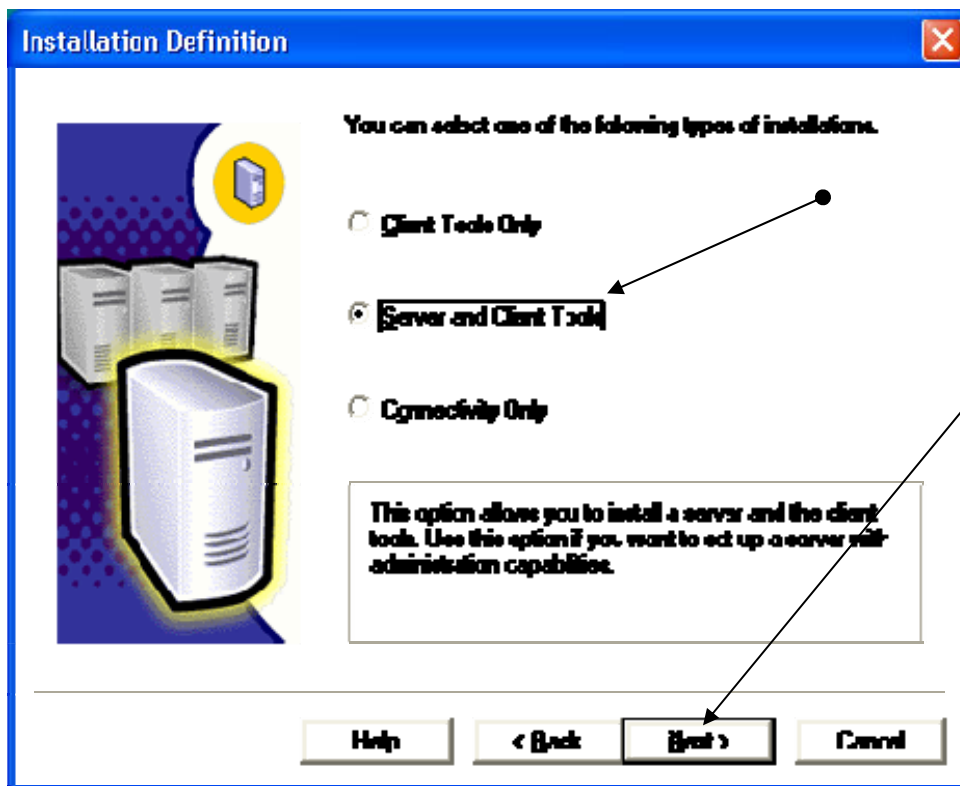 Installation Definition
You can select one of the following types of installations.
Client Tools Only
Server and Client Tools
Connectivity Only
This option allows you to install a server and the client
tools. Use this option if you want to set up a server with
administration capabilities.
Help
< Back
Next >
Cancel